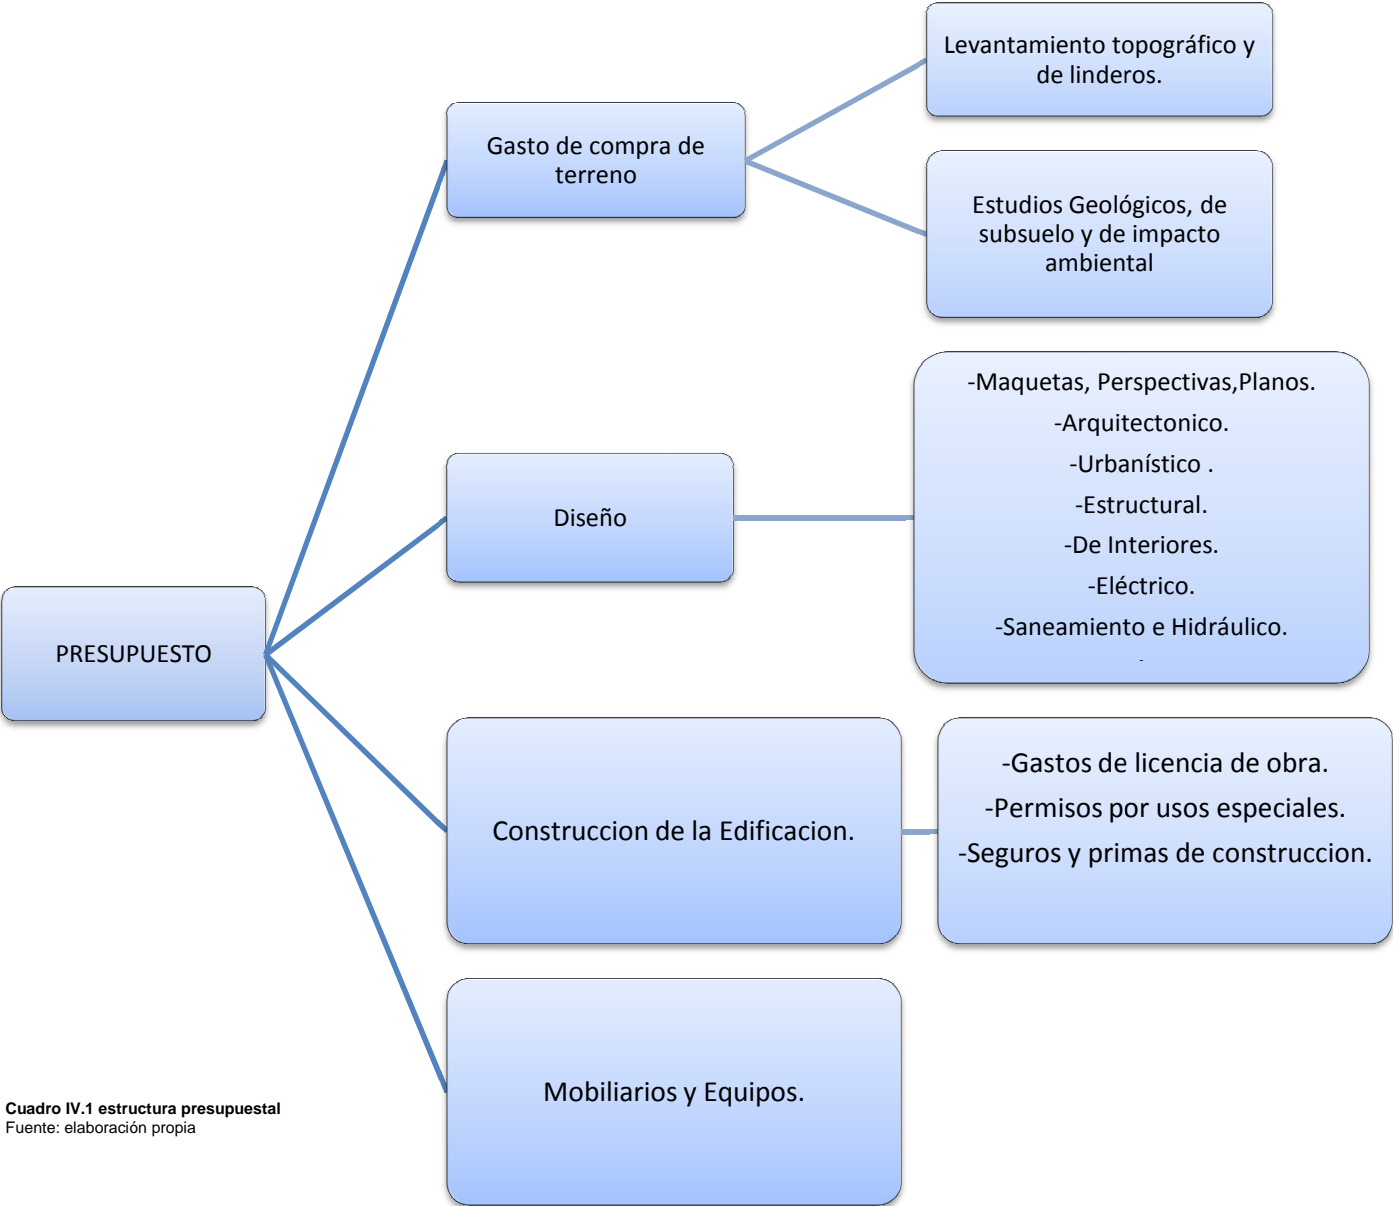 PRESUPUESTO
Gasto de compra de
terreno
Levantamiento topográfico y
de linderos.
Estudios Geológicos, de
subsuelo y de impacto
ambiental
Diseño
-Maquetas, Perspectivas,Planos.
-Arquitectonico.
-Urbanístico .
-Estructural.
-De Interiores.
-Eléctrico.
-Saneamiento e Hidráulico.
Construccion de la Edificacion.
-Gastos de licencia de obra.
-Permisos por usos especiales.
-Seguros y primas de construccion.
Mobiliarios y Equipos.
Cuadro IV.1 estructura presupuestal
Fuente: elaboración propia